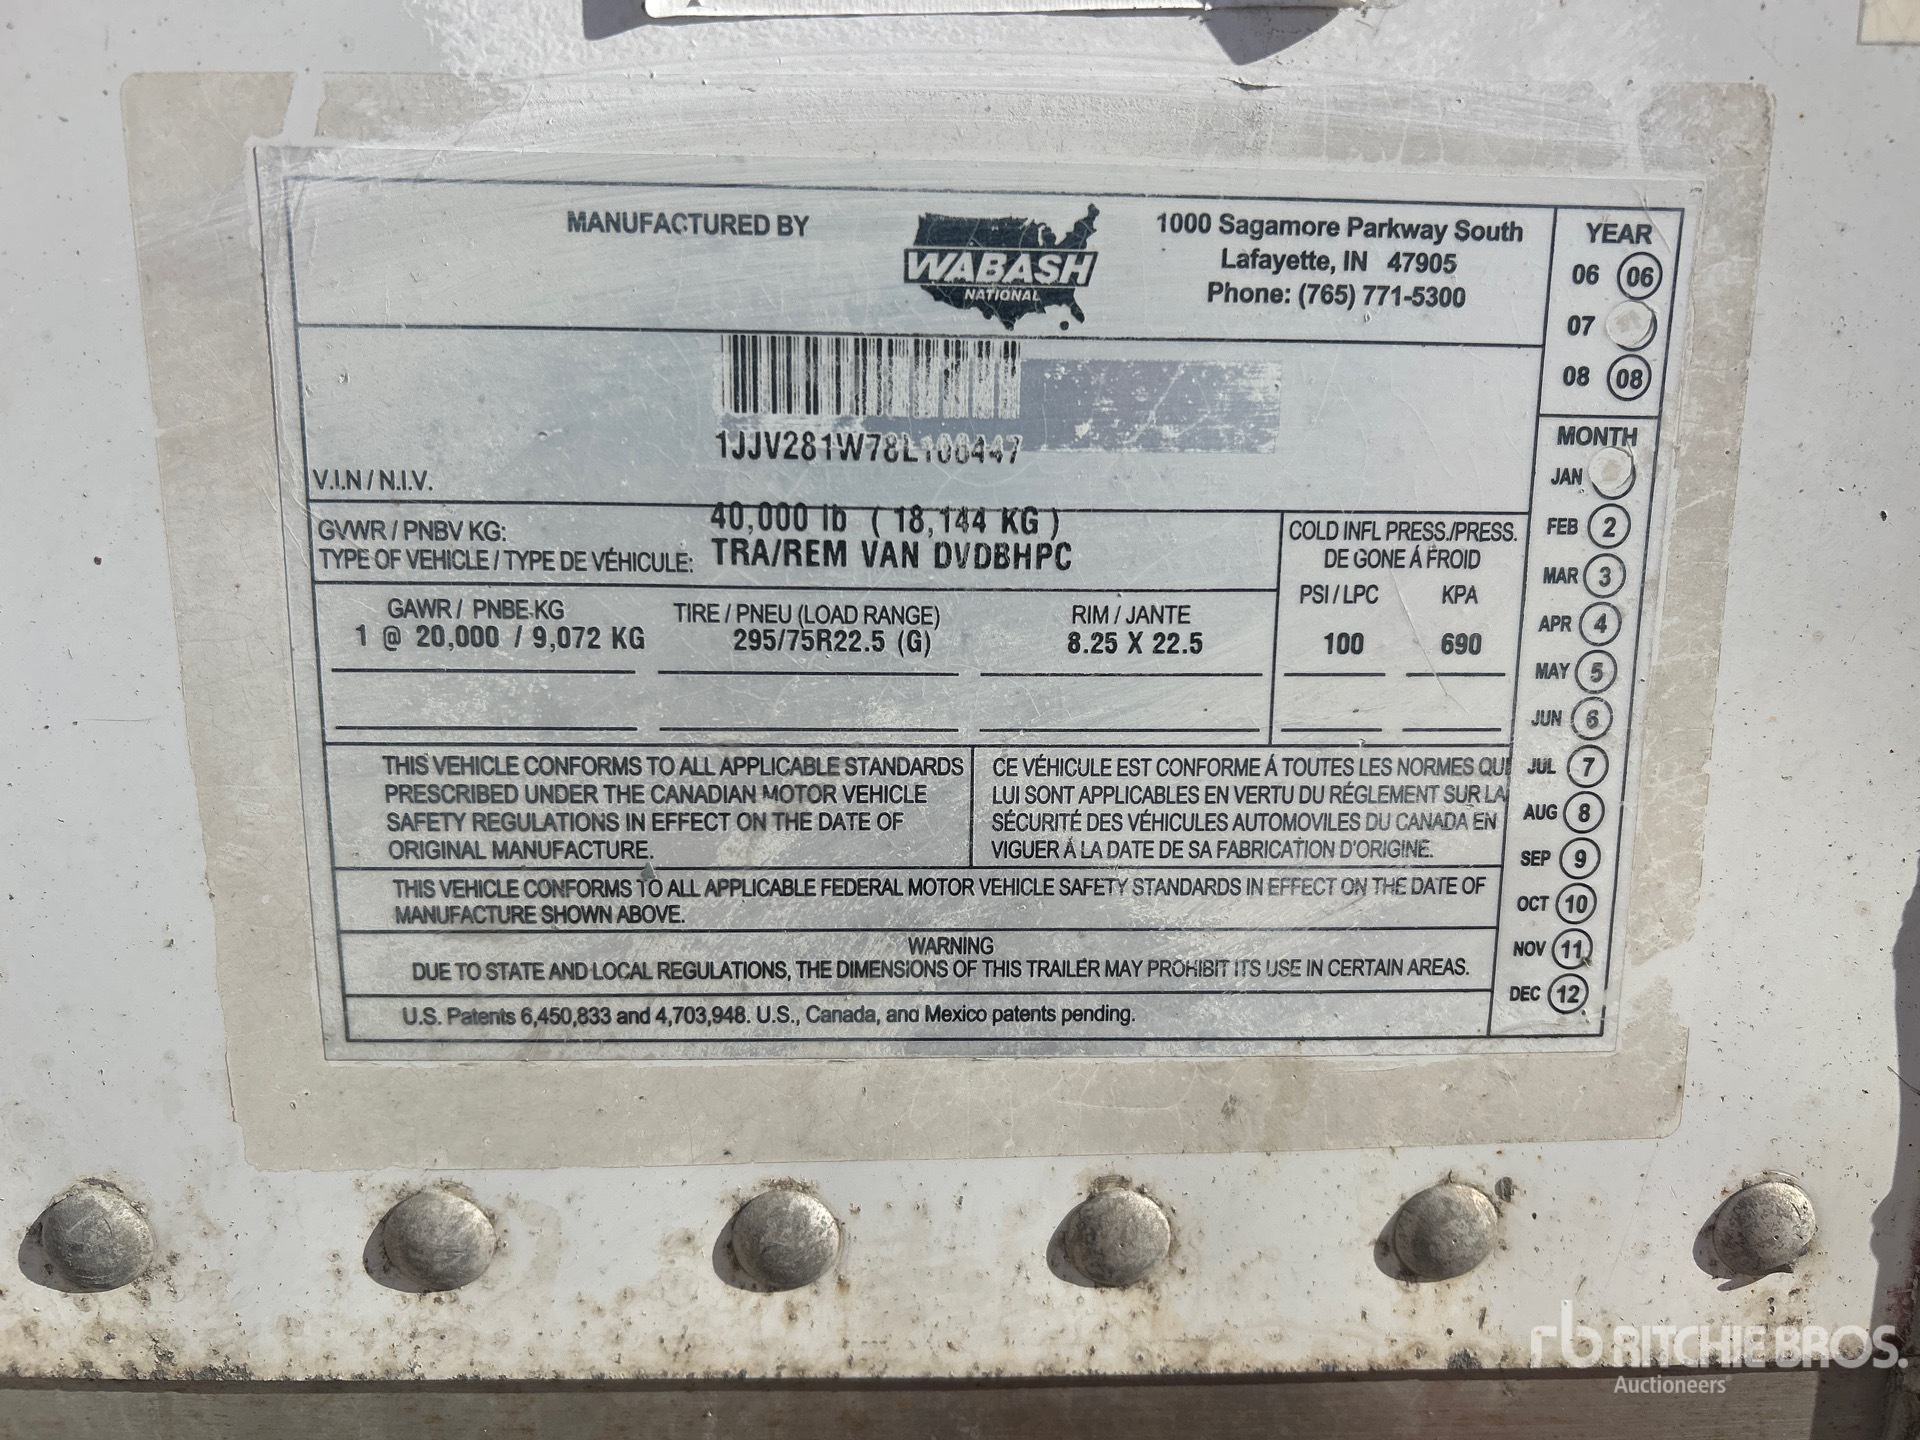 MANUFACTURED BY
WABASH
NATIONAL
1000 Sagamore Parkway South
Lafayette, IN 47905
Phone: (765) 771-5300
YEAR
06 06
07
08 08
1JJV281W78L106447
V.I.N / N.I.V.
GVWR / PNBV KG: 40,000 lb ( 18,144 KG )
TYPE OF VEHICLE / TYPE DE VÉHICULE: TRA/REM VAN DVDBHPC
GAWR / PNBE KG TIRE / PNEU (LOAD RANGE) RIM / JANTE
1 @ 20,000 / 9,072 KG 295/75R22.5 (G) 8.25 X 22.5
COLD INFL PRESS./PRESS.
DE GONE Á FROID
PSI / LPC KPA
100 690
MONTH
JAN
FEB 2
MAR 3
APR 4
MAY 5
JUN 6
JUL 7
AUG 8
SEP 9
OCT 10
NOV 11
DEC 12
THIS VEHICLE CONFORMS TO ALL APPLICABLE STANDARDS
PRESCRIBED UNDER THE CANADIAN MOTOR VEHICLE
SAFETY REGULATIONS IN EFFECT ON THE DATE OF
ORIGINAL MANUFACTURE.
CE VÉHICULE EST CONFORME Á TOUTES LES NORMES QUI
LUI SONT APPLICABLES EN VERTU DU RÉGLEMENT SUR LA
SÉCURITÉ DES VÉHICULES AUTOMOVILES DU CANADA EN
VIGUER Á LA DATE DE SA FABRICATION D'ORIGINE.
THIS VEHICLE CONFORMS TO ALL APPLICABLE FEDERAL MOTOR VEHICLE SAFETY STANDARDS IN EFFECT ON THE DATE OF
MANUFACTURE SHOWN ABOVE.
WARNING
DUE TO STATE AND LOCAL REGULATIONS, THE DIMENSIONS OF THIS TRAILER MAY PROHIBIT ITS USE IN CERTAIN AREAS.
U.S. Patents 6,450,833 and 4,703,948. U.S., Canada, and Mexico patents pending.
rb RITCHIE BROS.
Auctioneers